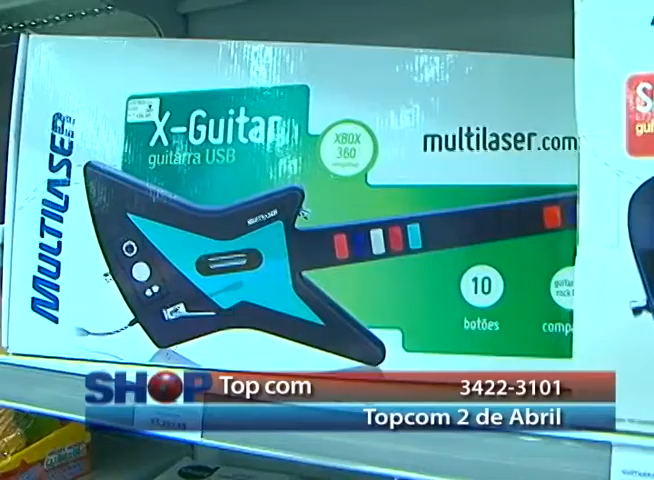 MULTILASER
X-Guitar
guitarra USB
XBOX
360
multilaser.com
10
botões
SHOP
Top com
3422-3101
Topcom 2 de Abril